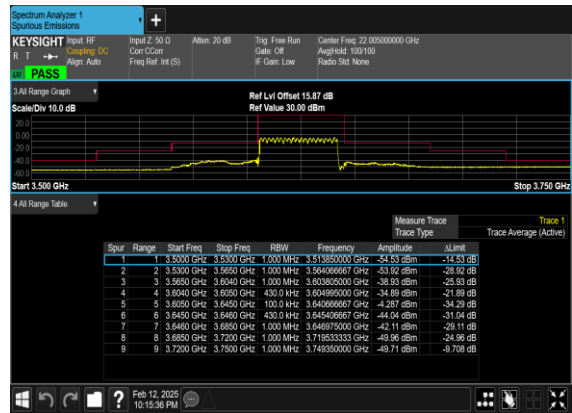 Spectrum Analyzer 1
Spurious Emissions
KEYSIGHT Input: RF Input Z: 50 Ω Atten: 20 dB Trig: Free Run Center Freq: 22.005000000 GHz
R T Coupling: DC Corr CCorr Gate: Off Avg|Hold: 100/100
Align: Auto Freq Ref: Int (S) IF Gain: Low Radio Std: None
PASS
3 All Range Graph
Ref Lvl Offset 15.87 dB
Scale/Div 10.0 dB Ref Value 30.00 dBm
20.0
0.00
-20.0
-40.0
-60.0
Start 3.500 GHz Stop 3.750 GHz
4 All Range Table
Measure Trace Trace 1
Trace Type Trace Average (Active)
Spur Range Start Freq Stop Freq RBW Frequency Amplitude ΔLimit
1 1 3.5000 GHz 3.5300 GHz 1.000 MHz 3.513850000 GHz -54.53 dBm -14.53 dB
2 2 3.5300 GHz 3.5650 GHz 1.000 MHz 3.564066667 GHz -53.92 dBm -28.92 dB
3 3 3.5650 GHz 3.6040 GHz 1.000 MHz 3.603805000 GHz -38.93 dBm -25.93 dB
4 4 3.6040 GHz 3.6050 GHz 430.0 kHz 3.604995000 GHz -34.89 dBm -21.89 dB
5 5 3.6050 GHz 3.6450 GHz 100.0 kHz 3.640666667 GHz -4.287 dBm -34.29 dB
6 6 3.6450 GHz 3.6460 GHz 430.0 kHz 3.645406667 GHz -44.04 dBm -31.04 dB
7 7 3.6460 GHz 3.6850 GHz 1.000 MHz 3.646975000 GHz -42.11 dBm -29.11 dB
8 8 3.6850 GHz 3.7200 GHz 1.000 MHz 3.719533333 GHz -49.96 dBm -24.96 dB
9 9 3.7200 GHz 3.7500 GHz 1.000 MHz 3.749350000 GHz -49.71 dBm -9.708 dB
? Feb 12, 2025
10:15:36 PM